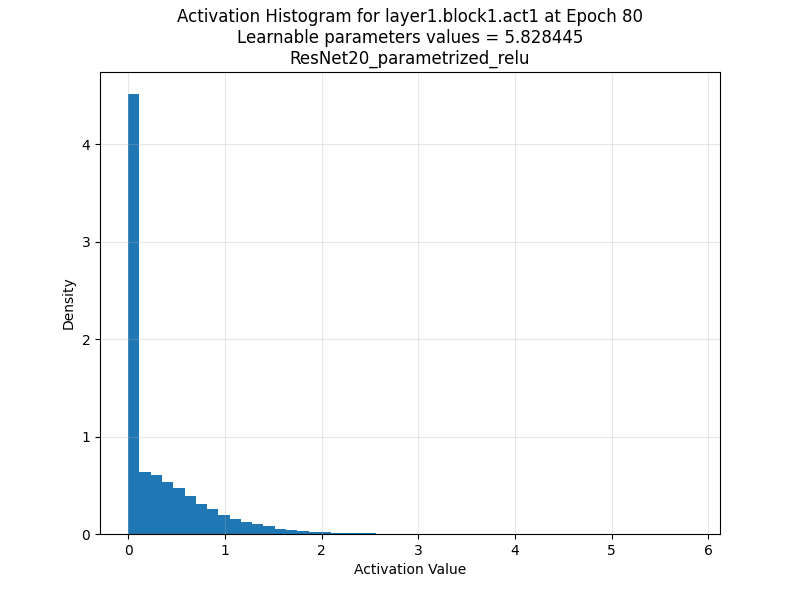 Activation Histogram for layer1.block1.act1 at Epoch 80
Learnable parameters values = 5.828445
ResNet20_parametrized_relu
4
3
2
1
0
Density
0 1 2 3 4 5 6
Activation Value